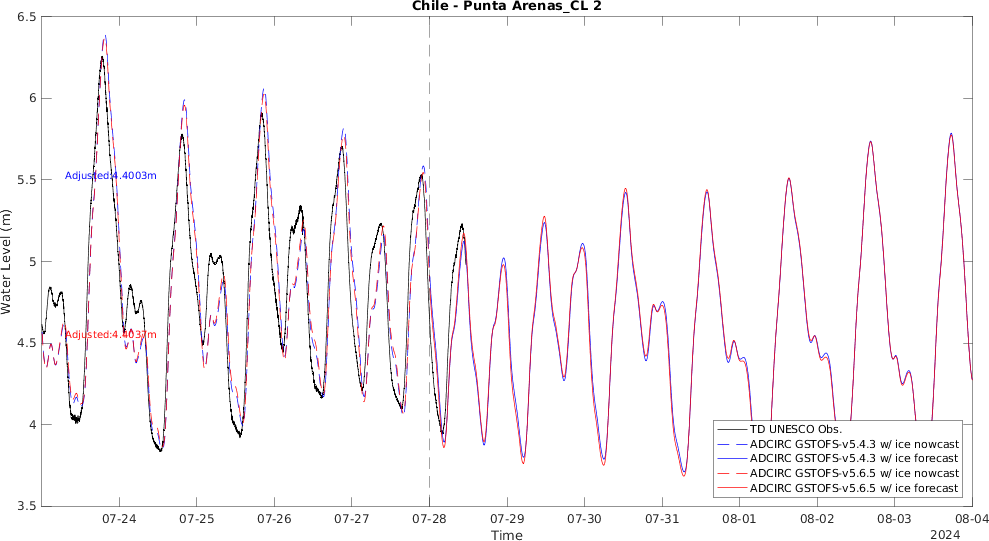 Chile - Punta Arenas_CL 2
6.5
6
5.5
5
4.5
4
3.5
Water Level (m)
Adjusted:4.4003m
Adjusted:4.4037m
TD UNESCO Obs.
ADCIRC GSTOFS-v5.4.3 w/ ice nowcast
ADCIRC GSTOFS-v5.4.3 w/ ice forecast
ADCIRC GSTOFS-v5.6.5 w/ ice nowcast
ADCIRC GSTOFS-v5.6.5 w/ ice forecast
07-24 07-25 07-26 07-27 07-28 07-29 07-30 07-31 08-01 08-02 08-03 08-04
Time
2024